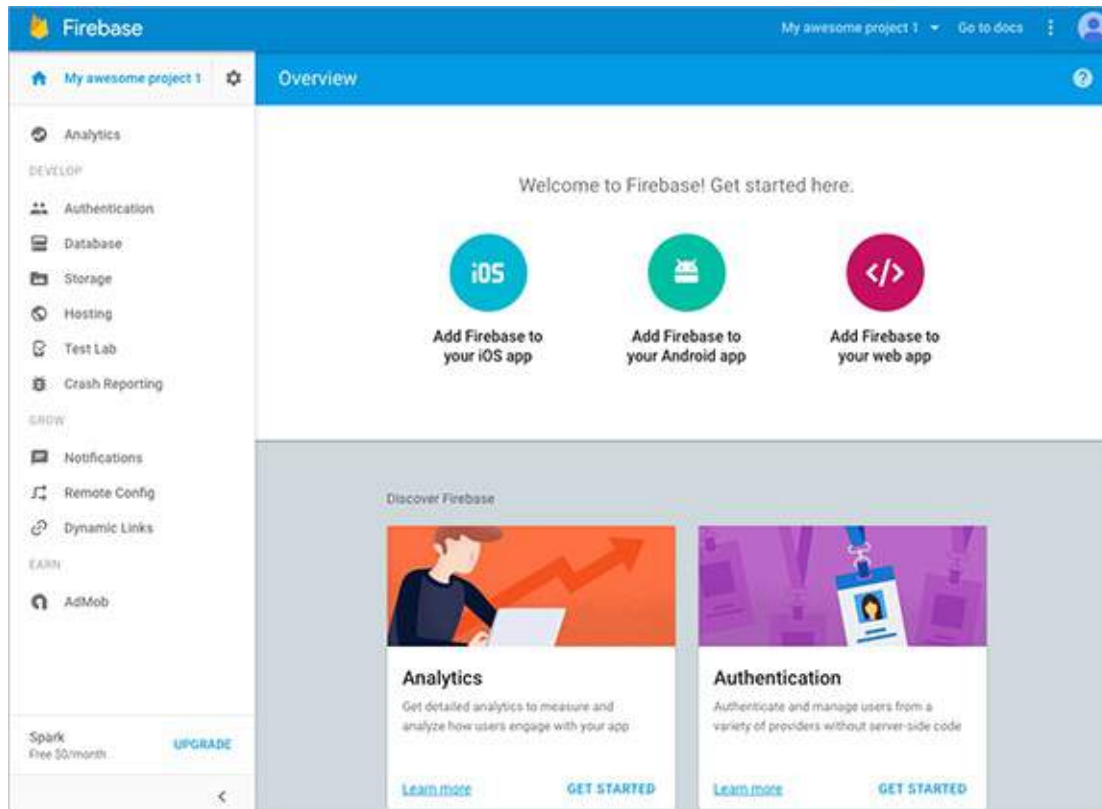 Firebase
My awesome project 1
Go to docs
My awesome project 1
Overview
Analytics
DEVELOP
Authentication
Database
Storage
Hosting
Test Lab
Crash Reporting
GROW
Notifications
Remote Config
Dynamic Links
EARN
AdMob
Spark
Free $0/month
UPGRADE
Welcome to Firebase! Get started here.
iOS
</>
Add Firebase to
your iOS app
Add Firebase to
your Android app
Add Firebase to
your web app
Discover Firebase
Analytics
Get detailed analytics to measure and
analyze how users engage with your app
Learn more
GET STARTED
Authentication
Authenticate and manage users from a
variety of providers without server-side code
Learn more
GET STARTED